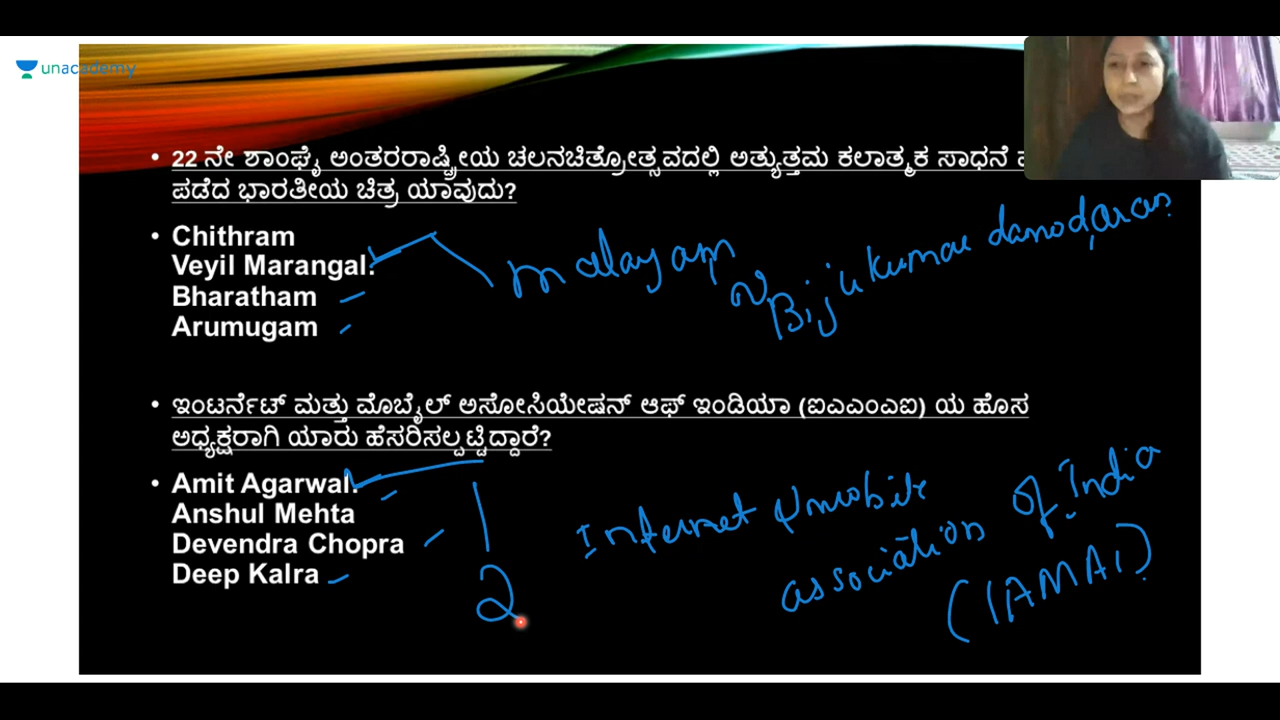 unacademy
• 22 ನೇ ಶಾಂಘೈ ಅಂತರರಾಷ್ಟ್ರೀಯ ಚಲನಚಿತ್ರೋತ್ಸವದಲ್ಲಿ ಅತ್ಯುತ್ತಮ ಕಲಾತ್ಮಕ ಸಾಧನೆ
ಪಡೆದ ಭಾರತೀಯ ಚಿತ್ರ ಯಾವುದು?
• Chithram
Veyil Marangal.
Bharatham
Arumugam
malayam
Bijukumar damodaran
• ಇಂಟರ್ನೆಟ್ ಮತ್ತು ಮೊಬೈಲ್ ಅಸೋಸಿಯೇಷನ್ ಆಫ್ ಇಂಡಿಯಾ (ಐಎಎಂಎಐ) ಯ ಹೊಸ
ಅಧ್ಯಕ್ಷರಾಗಿ ಯಾರು ಹೆಸರಿಸಲ್ಪಟ್ಟಿದ್ದಾರೆ?
• Amit Agarwal.
Anshul Mehta
Devendra Chopra
Deep Kalra
2
Internet & mobile
association of India
(IAMAI)